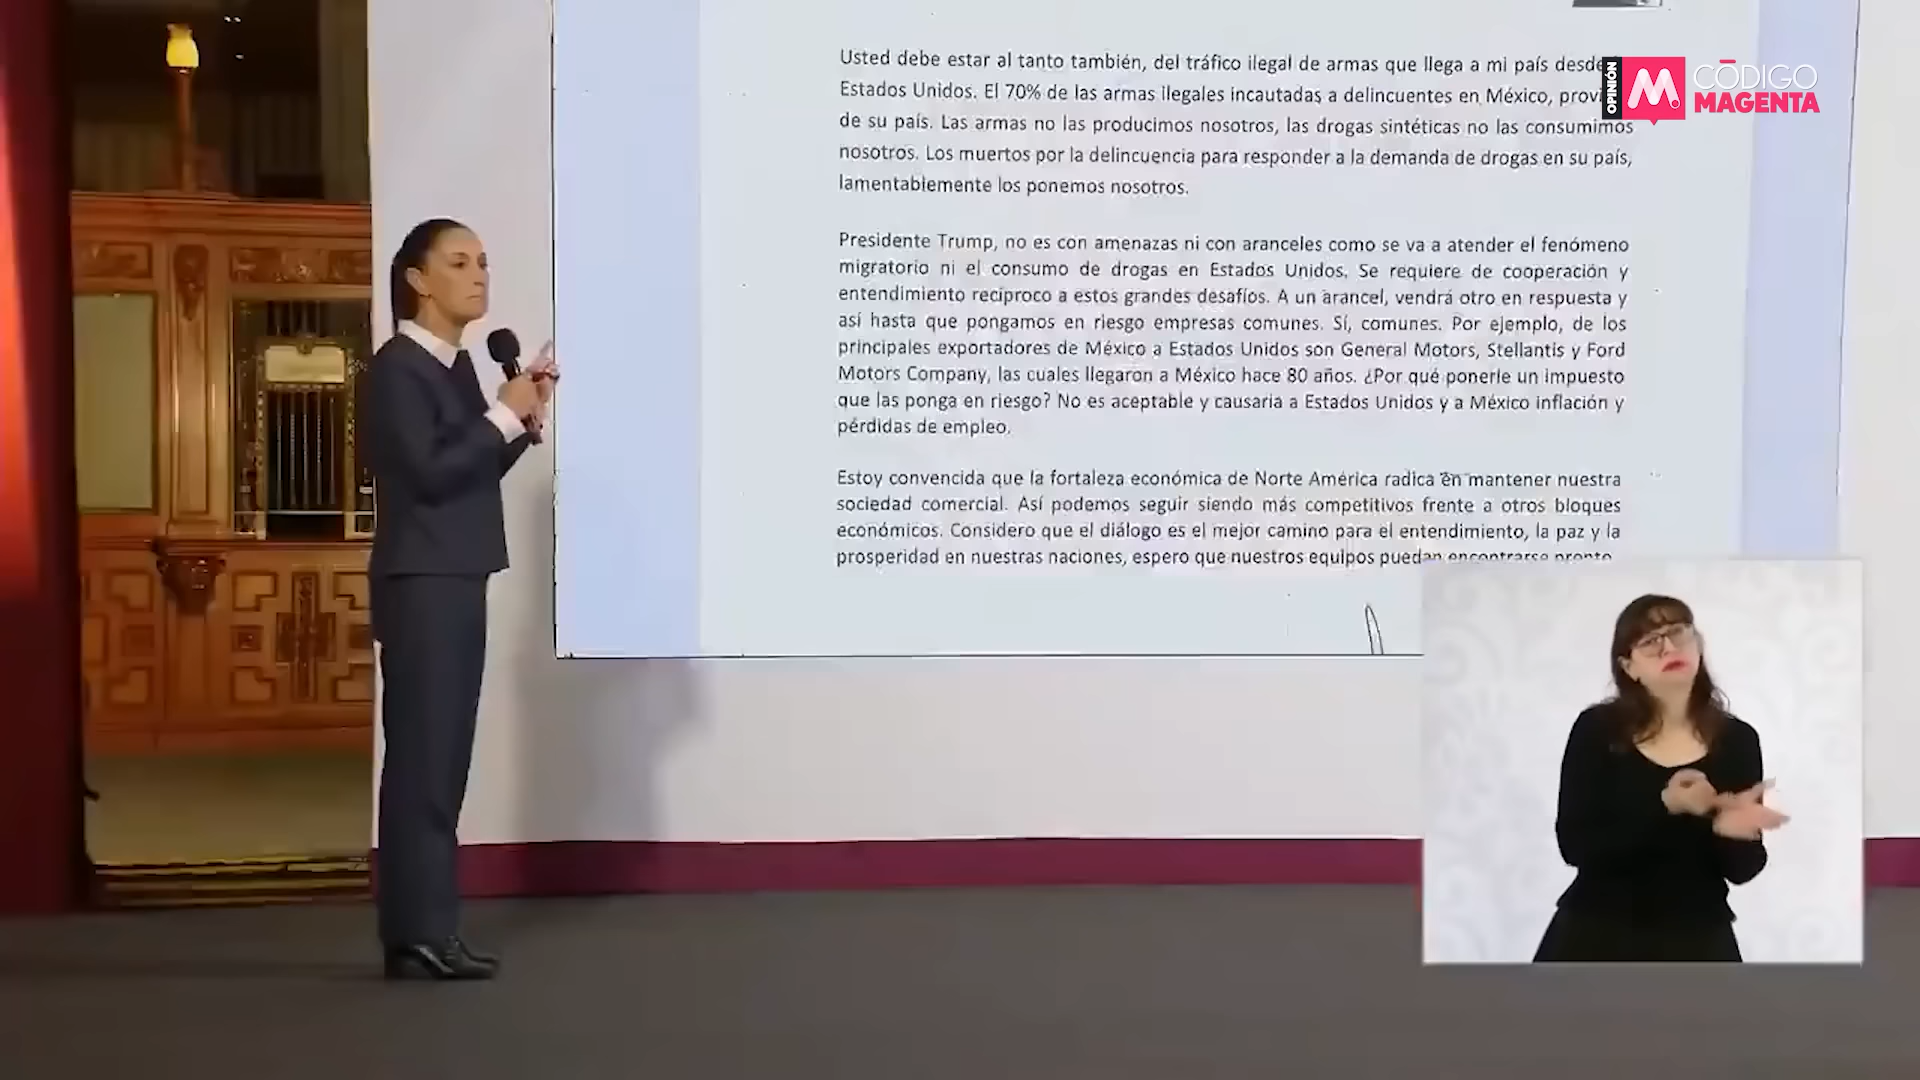 Usted debe estar al tanto también, del tráfico ilegal de armas que llega a mi país desde
Estados Unidos. El 70% de las armas ilegales incautadas a delincuentes en México,
de su país. Las armas no las producimos nosotros, las drogas sintéticas no las consumimos
nosotros. Los muertos por la delincuencia para responder a la demanda de drogas en su país,
lamentablemente los ponemos nosotros.
Presidente Trump, no es con amenazas ni con aranceles como se va a atender el fenómeno
migratorio ni el consumo de drogas en Estados Unidos. Se requiere de cooperación y
entendimiento recíproco a estos grandes desafíos. A un arancel, vendrá otro en respuesta y
así hasta que pongamos en riesgo empresas comunes. Sí, comunes. Por ejemplo, de los
principales exportadores de México a Estados Unidos son General Motors, Stellantis y Ford
Motors Company, las cuales llegaron a México hace 80 años. ¿Por qué ponerle un impuesto
que las ponga en riesgo? No es aceptable y causaría a Estados Unidos y a México inflación y
pérdidas de empleo.
Estoy convencida que la fortaleza económica de Norte América radica en mantener nuestra
sociedad comercial. Así podemos seguir siendo más competitivos frente a otros bloques
económicos. Considero que el diálogo es el mejor camino para el entendimiento, la paz y la
prosperidad en nuestras naciones, espero que nuestros equipos puedan encontrarse pronto.
OPINIÓN
M
CÓDIGO
MAGENTA